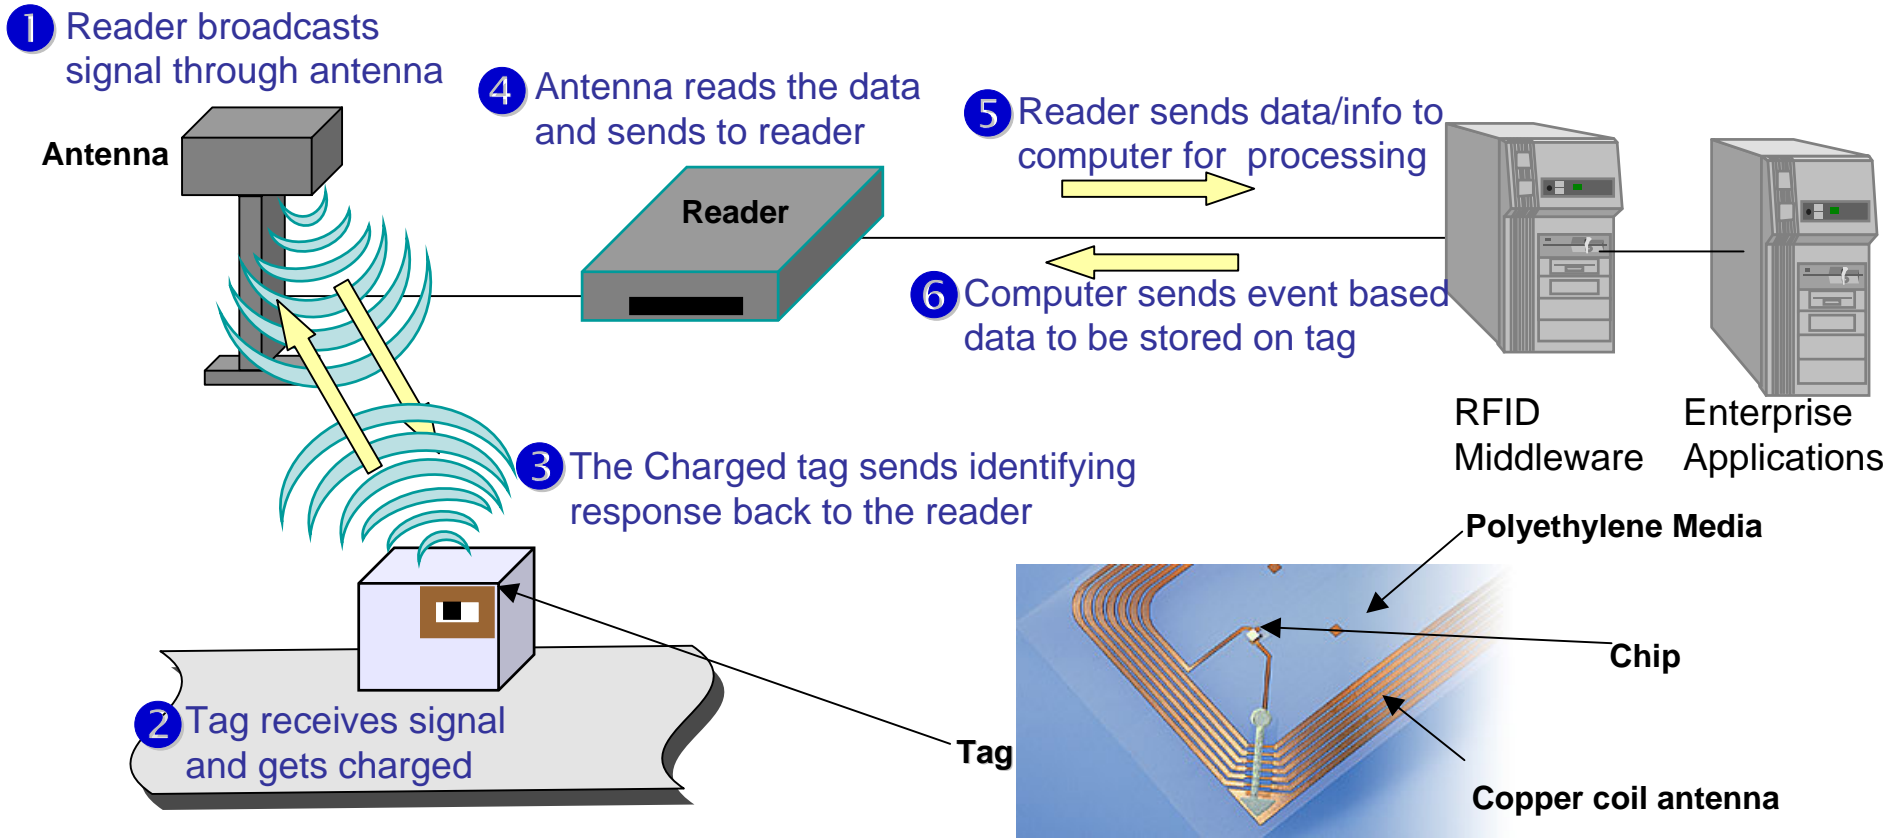 1 Reader broadcasts
signal through antenna
Antenna
4 Antenna reads the data
and sends to reader
Reader
5 Reader sends data/info to
computer for processing
6 Computer sends event based
data to be stored on tag
RFID
Middleware
Enterprise
Applications
3 The Charged tag sends identifying
response back to the reader
2 Tag receives signal
and gets charged
Tag
Polyethylene Media
Chip
Copper coil antenna